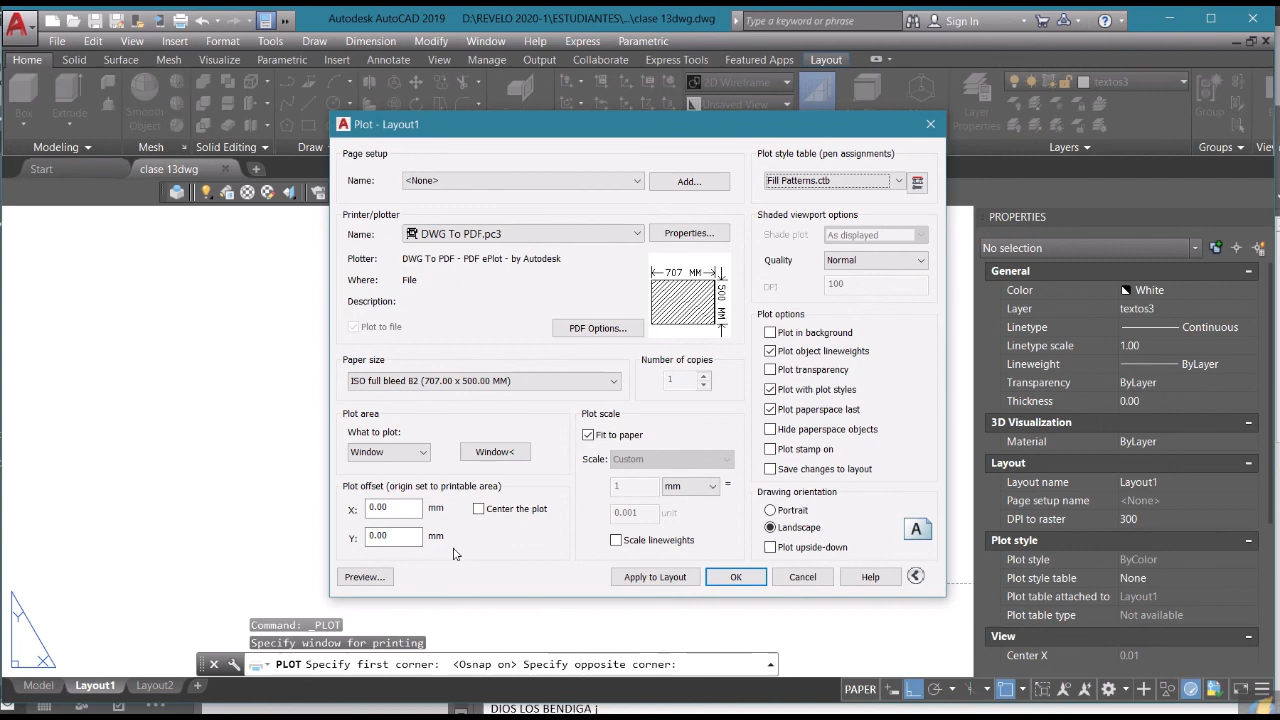 Autodesk AutoCAD 2019 D:\REVELO 2020-1\ESTUDIANTES\...\clase 13dwg.dwg
Type a keyword or phrase
Sign In
File Edit View Insert Format Tools Draw Dimension Modify Window Help Express Parametric
Home Solid Surface Mesh Visualize Parametric Insert Annotate View Manage Output Collaborate Express Tools Featured Apps Layout
2D Wireframe
textos3
Unsaved View
Box Extrude Smooth Object
Layer Properties
Group
Modeling Mesh Solid Editing Draw
Layers Groups View
Start clase 13dwg
Plot - Layout1
Page setup
Name: <None> Add...
Printer/plotter
Name: DWG To PDF.pc3 Properties...
Plotter: DWG To PDF - PDF ePlot - by Autodesk
Where: File
Description:
Plot to file
PDF Options...
707 MM
500 MM
Paper size
ISO full bleed B2 (707.00 x 500.00 MM)
Number of copies
1
Plot area
What to plot:
Window Window<
Plot offset (origin set to printable area)
X: 0.00 mm Center the plot
Y: 0.00 mm
Plot scale
Fit to paper
Scale: Custom
1 mm =
0.001 unit
Scale lineweights
Plot style table (pen assignments)
Fill Patterns.ctb
Shaded viewport options
Shade plot As displayed
Quality Normal
DPI 100
Plot options
Plot in background
Plot object lineweights
Plot transparency
Plot with plot styles
Plot paperspace last
Hide paperspace objects
Plot stamp on
Save changes to layout
Drawing orientation
Portrait
Landscape
Plot upside-down
A
Preview... Apply to Layout OK Cancel Help
PROPERTIES
No selection
General
Color White
Layer textos3
Linetype Continuous
Linetype scale 1.00
Lineweight ByLayer
Transparency ByLayer
Thickness 0.00
3D Visualization
Material ByLayer
Layout
Layout name Layout1
Page setup name <None>
DPI to raster 300
Plot style
Plot style ByColor
Plot style table None
Plot table attached to Layout1
Plot table type Not available
View
Center X 0.01
Y
X
Command: _PLOT
Specify window for printing
PLOT Specify first corner: <Osnap on> Specify opposite corner:
Model Layout1 Layout2 +
PAPER
DIOS LOS BENDIGA ¡